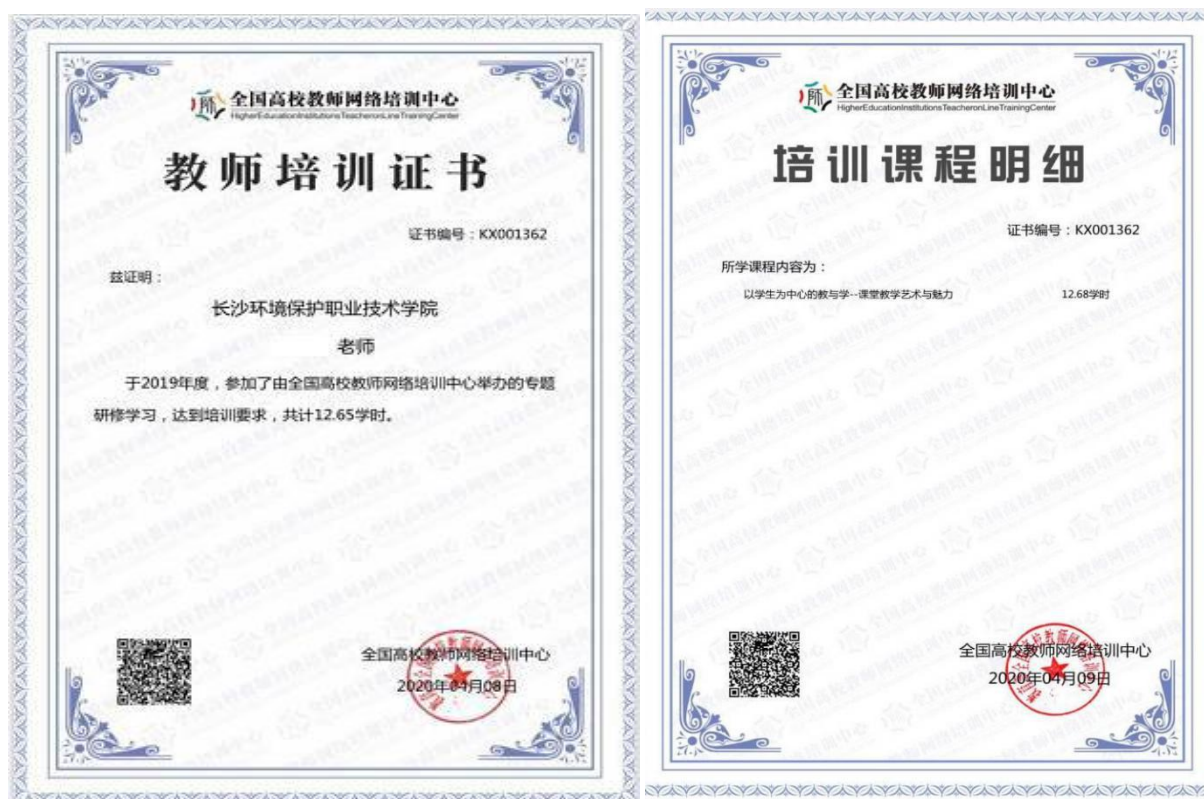 全国高校教师网络培训中心
HigherEducationInstitutionsTeacheronLineTrainingCenter
教师培训证书
证书编号：KX001362
兹证明：
长沙环境保护职业技术学院
老师
于2019年度，参加了由全国高校教师网络培训中心举办的专题
研修学习，达到培训要求，共计12.65学时。
全国高校教师网络培训中心
2020年04月08日
全国高校教师网络培训中心
HigherEducationInstitutionsTeacheronLineTrainingCenter
培训课程明细
证书编号：KX001362
所学课程内容为：
以学生为中心的教与学--课堂教学艺术与魅力 12.68学时
全国高校教师网络培训中心
2020年04月09日